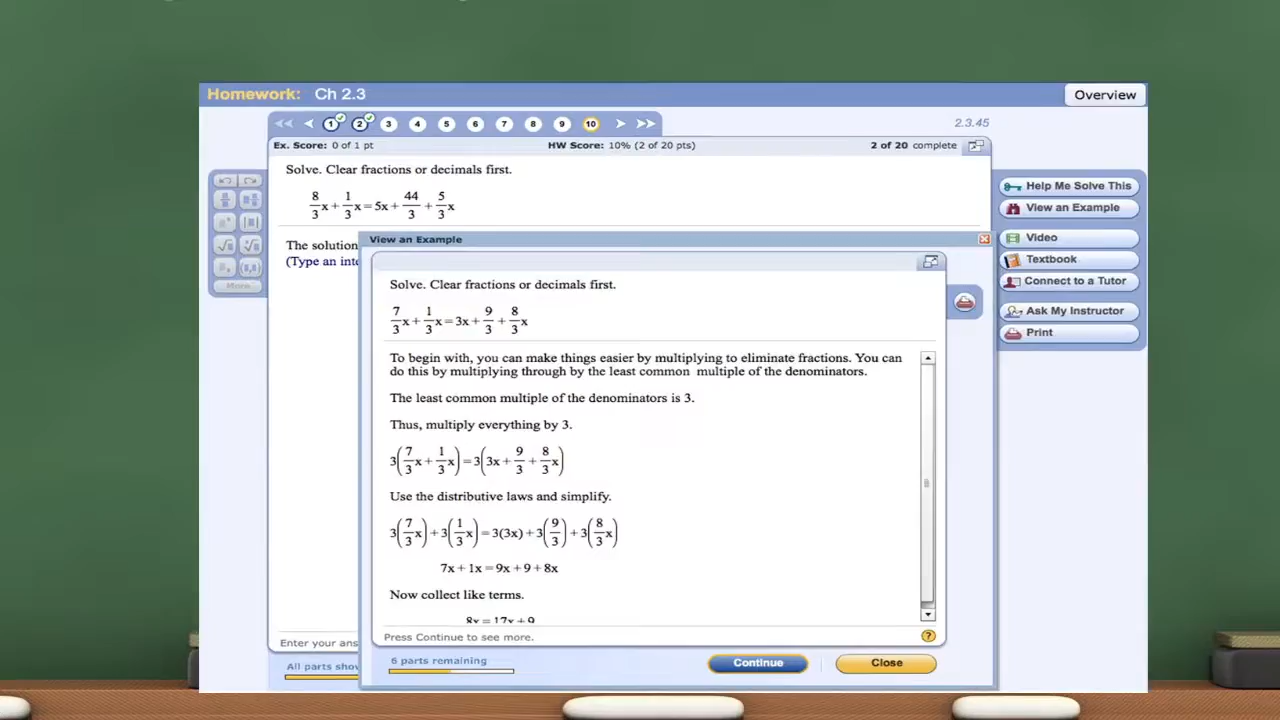 Homework: Ch 2.3
Overview
1 2 3 4 5 6 7 8 9 10
2.3.45
Ex. Score: 0 of 1 pt HW Score: 10% (2 of 20 pts) 2 of 20 complete
Solve. Clear fractions or decimals first.
8/3x + 1/3x = 5x + 44/3 + 5/3x
The solution
(Type an inte
More
Help Me Solve This
View an Example
Video
Textbook
Connect to a Tutor
Ask My Instructor
Print
View an Example
Solve. Clear fractions or decimals first.
7/3x + 1/3x = 3x + 9/3 + 8/3x
To begin with, you can make things easier by multiplying to eliminate fractions. You can
do this by multiplying through by the least common multiple of the denominators.
The least common multiple of the denominators is 3.
Thus, multiply everything by 3.
3(7/3x + 1/3x) = 3(3x + 9/3 + 8/3x)
Use the distributive laws and simplify.
3(7/3x) + 3(1/3x) = 3(3x) + 3(9/3) + 3(8/3x)
7x + 1x = 9x + 9 + 8x
Now collect like terms.
8x = 17x + 9
Press Continue to see more.
?
Enter your ans
All parts show
6 parts remaining
Continue
Close